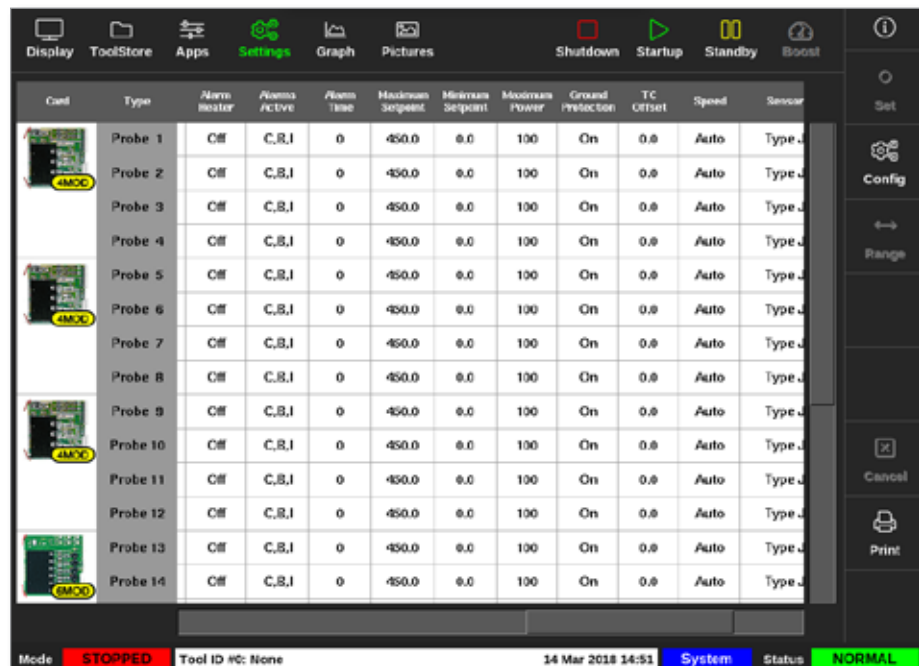 Display ToolStore Apps Settings Graph Pictures Shutdown Startup Standby Boost
Card Type Alarm Heater Alarms Active Alarm Time Maximum Setpoint Minimum Setpoint Maximum Power Ground Protection TC Offset Speed Sensor
Set
Config
Range
Cancel
Print
4MOD
Probe 1 Off C,B,I 0 450.0 0.0 100 On 0.0 Auto Type J
Probe 2 Off C,B,I 0 450.0 0.0 100 On 0.0 Auto Type J
Probe 3 Off C,B,I 0 450.0 0.0 100 On 0.0 Auto Type J
Probe 4 Off C,B,I 0 450.0 0.0 100 On 0.0 Auto Type J
4MOD
Probe 5 Off C,B,I 0 450.0 0.0 100 On 0.0 Auto Type J
Probe 6 Off C,B,I 0 450.0 0.0 100 On 0.0 Auto Type J
Probe 7 Off C,B,I 0 450.0 0.0 100 On 0.0 Auto Type J
Probe 8 Off C,B,I 0 450.0 0.0 100 On 0.0 Auto Type J
4MOD
Probe 9 Off C,B,I 0 450.0 0.0 100 On 0.0 Auto Type J
Probe 10 Off C,B,I 0 450.0 0.0 100 On 0.0 Auto Type J
Probe 11 Off C,B,I 0 450.0 0.0 100 On 0.0 Auto Type J
Probe 12 Off C,B,I 0 450.0 0.0 100 On 0.0 Auto Type J
6MOD
Probe 13 Off C,B,I 0 450.0 0.0 100 On 0.0 Auto Type J
Probe 14 Off C,B,I 0 450.0 0.0 100 On 0.0 Auto Type J
Mode STOPPED Tool ID #0: None 14 Mar 2018 14:51 System Status NORMAL